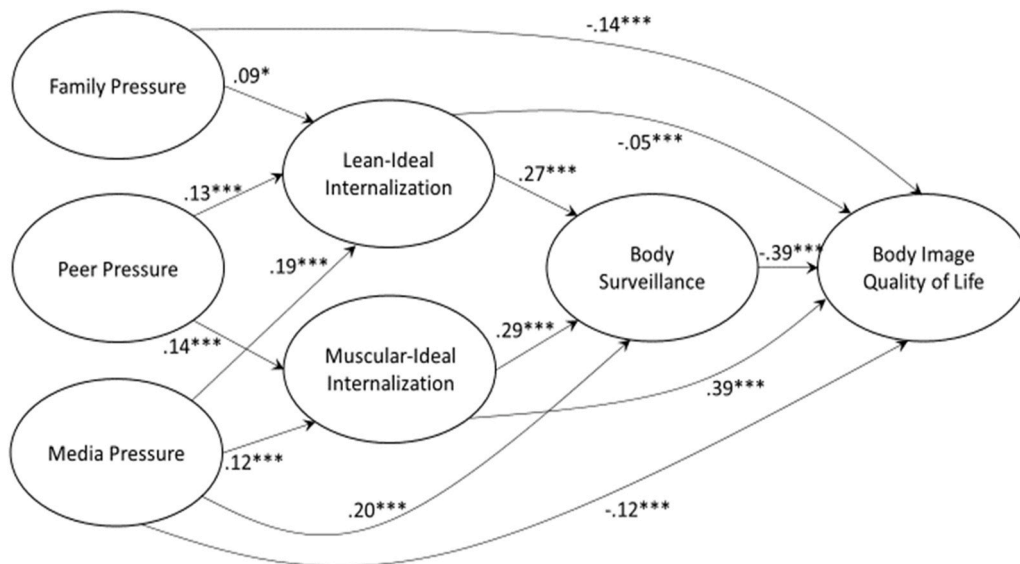 -.14***
Family Pressure
.09*
-.05***
Lean-Ideal
Internalization
.13***
.27***
Peer Pressure
.19***
Body
Surveillance
-.39***
Body Image
Quality of Life
.14***
.29***
Muscular-Ideal
Internalization
.39***
Media Pressure
.12***
.20***
-.12***